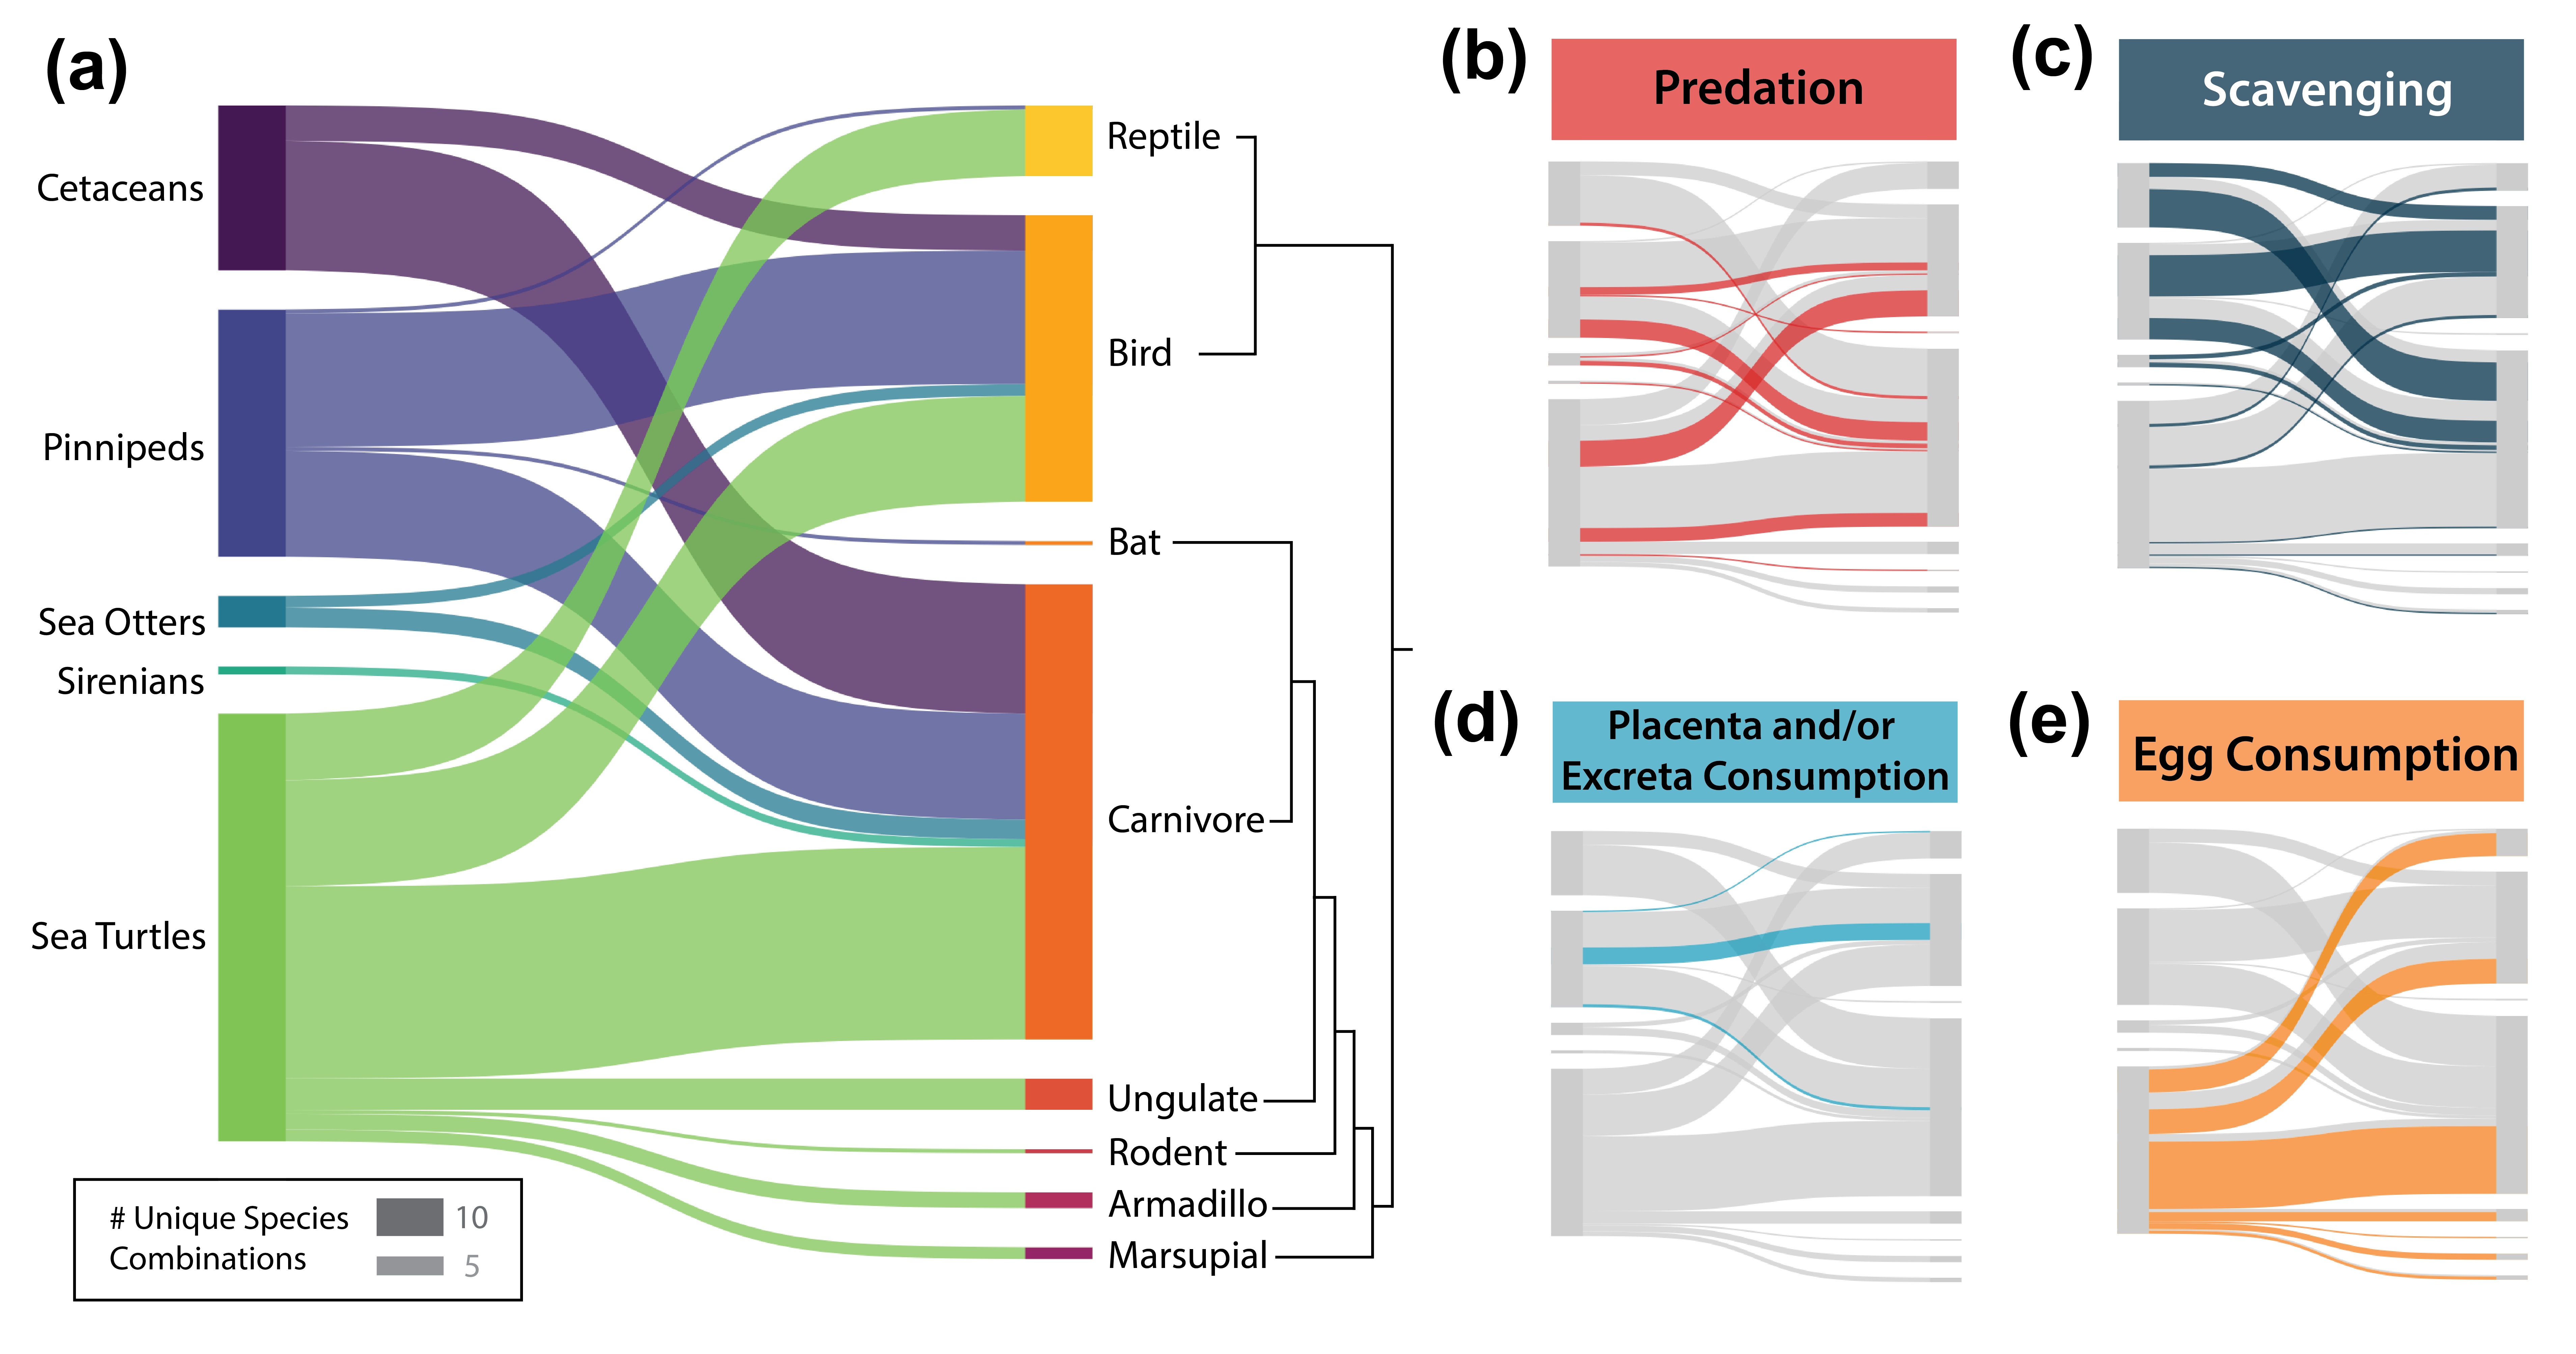 (a)
Cetaceans
Pinnipeds
Sea Otters
Sirenians
Sea Turtles
Reptile
Bird
Bat
Carnivore
Ungulate
Rodent
Armadillo
Marsupial
# Unique Species
Combinations
10
5
(b)
Predation
(c)
Scavenging
(d)
Placenta and/or
Excreta Consumption
(e)
Egg Consumption